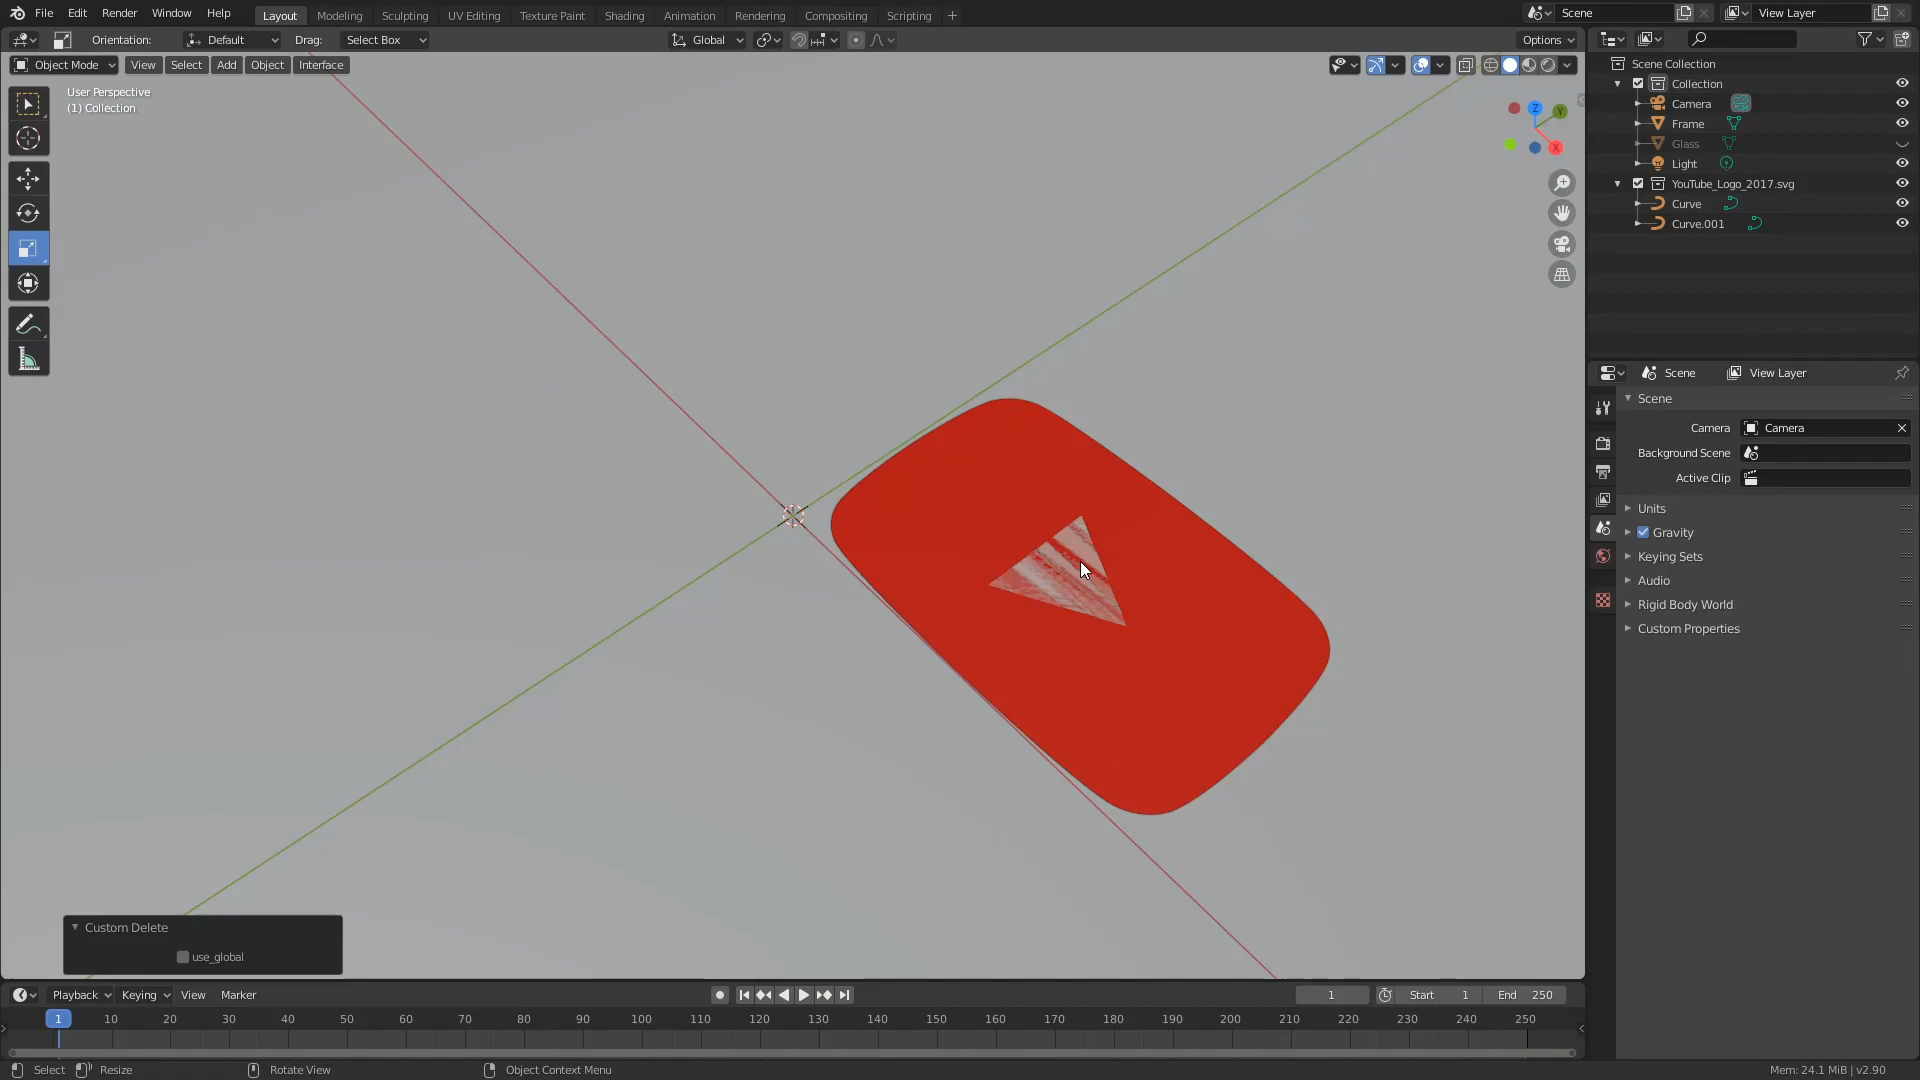 File Edit Render Window Help Layout Modeling Sculpting UV Editing Texture Paint Shading Animation Rendering Compositing Scripting + Scene View Layer
Orientation: Default Drag: Select Box Global Options
Object Mode View Select Add Object Interface
User Perspective
(1) Collection
Z
Y
X
Custom Delete
use_global
Scene Collection
Collection
Camera
Frame
Glass
Light
YouTube_Logo_2017.svg
Curve
Curve.001
Scene View Layer
Scene
Camera Camera
Background Scene
Active Clip
Units
Gravity
Keying Sets
Audio
Rigid Body World
Custom Properties
Playback Keying View Marker 1 Start 1 End 250
1 10 20 30 40 50 60 70 80 90 100 110 120 130 140 150 160 170 180 190 200 210 220 230 240 250
Select Resize Rotate View Object Context Menu Mem: 24.1 MiB | v2.90